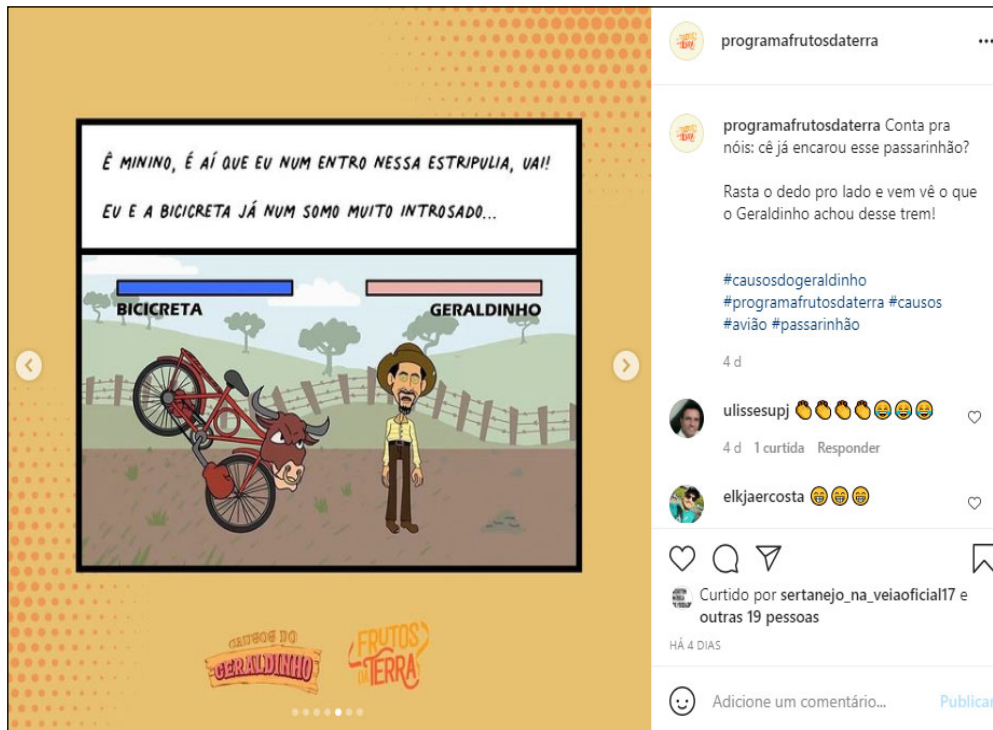 Ê MININO, É AÍ QUE EU NUM ENTRO NESSA ESTRIPULIA, UAI!
EU E A BICICRETA JÁ NUM SOMO MUITO INTROSADO...
BICICRETA
GERALDINHO
CAUSOS DO
GERALDINHO
FRUTOS
DA TERRA
programafrutosdaterra
programafrutosdaterra Conta pra
nóis: cê já encarou esse passarinhão?
Rasta o dedo pro lado e vem vê o que
o Geraldinho achou desse trem!
#causosdogeraldinho
#programafrutosdaterra #causos
#avião #passarinhão
4 d
ulissesupj 👏👏👏👏😂😂😂
4 d 1 curtida Responder
elkjaercosta 😁😁😁
Curtido por sertanejo_na_veiaoficial17 e
outras 19 pessoas
HÁ 4 DIAS
Adicione um comentário... Publicar